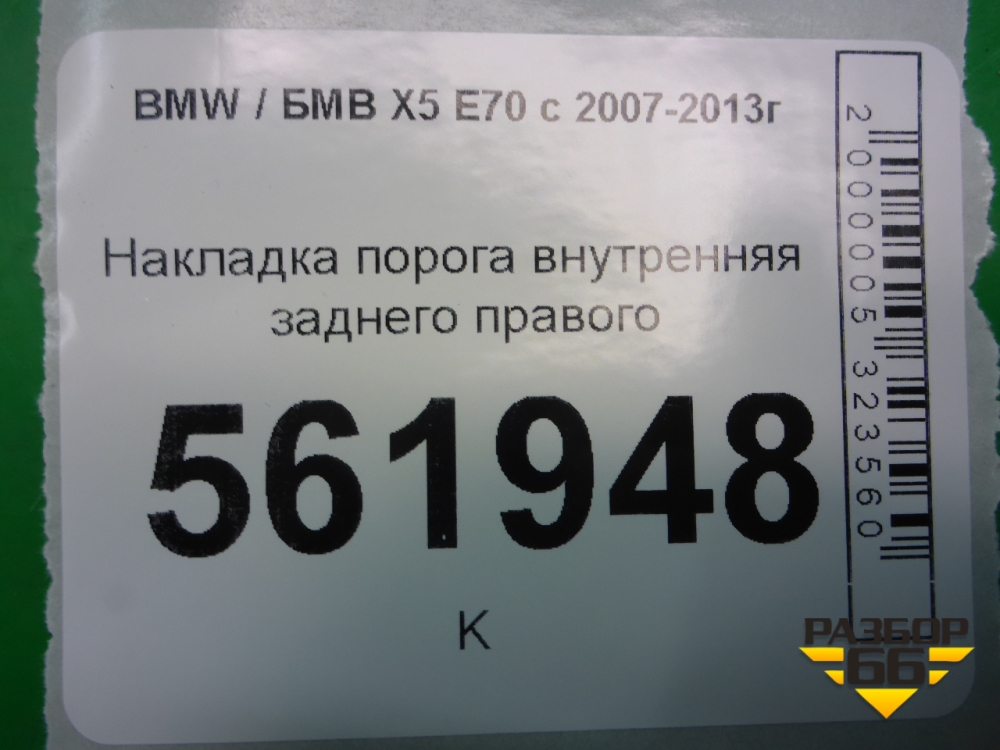 BMW / БМВ X5 E70 с 2007-2013г
Накладка порога внутренняя
заднего правого
561948
К
2000005323560
РАЗБОР
66